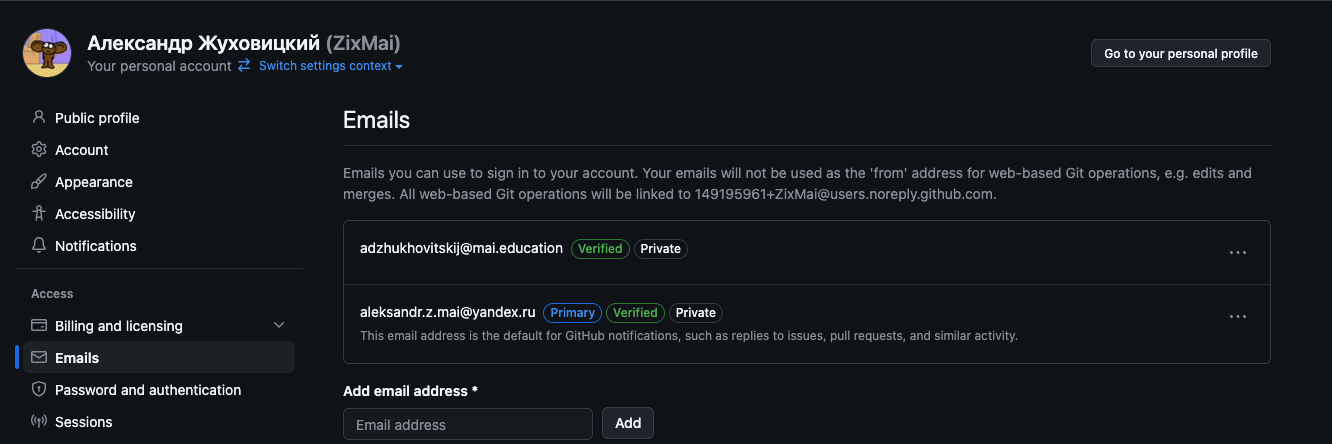 Александр Жуховицкий (ZixMai)
Your personal account Switch settings context
Go to your personal profile
Public profile
Account
Appearance
Accessibility
Notifications
Access
Billing and licensing
Emails
Password and authentication
Sessions
Emails
Emails you can use to sign in to your account. Your emails will not be used as the 'from' address for web-based Git operations, e.g. edits and
merges. All web-based Git operations will be linked to 149195961+ZixMai@users.noreply.github.com.
adzhukhovitskij@mai.education Verified Private
aleksandr.z.mai@yandex.ru Primary Verified Private
This email address is the default for GitHub notifications, such as replies to issues, pull requests, and similar activity.
Add email address *
Email address Add